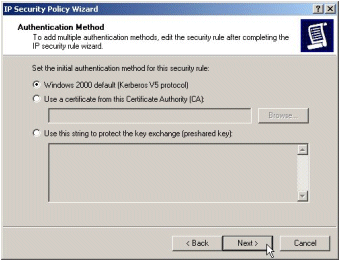 IP Security Policy Wizard
Authentication Method
To add multiple authentication methods, edit the security rule after completing the
IP security rule wizard.
Set the initial authentication method for this security rule:
Windows 2000 default (Kerberos V5 protocol)
Use a certificate from this Certificate Authority (CA):
Browse...
Use this string to protect the key exchange (preshared key):
< Back
Next >
Cancel